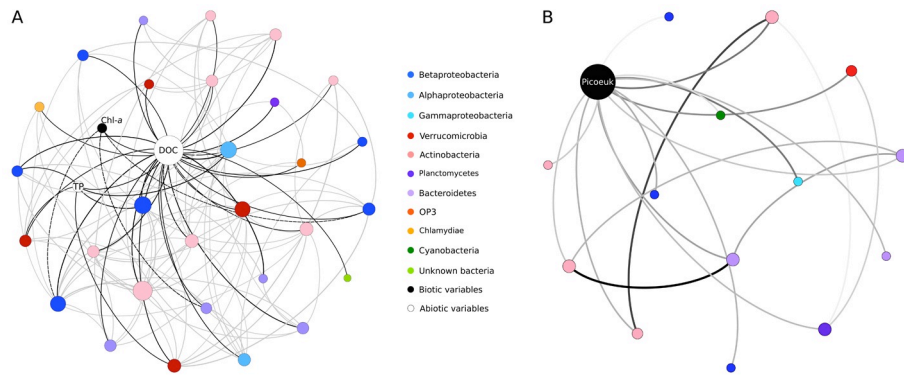 A
Chl-a
DOC
TP
Betaproteobacteria
Alphaproteobacteria
Gammaproteobacteria
Verrucomicrobia
Actinobacteria
Planctomycetes
Bacteroidetes
OP3
Chlamydiae
Cyanobacteria
Unknown bacteria
Biotic variables
Abiotic variables
B
Picoeuk